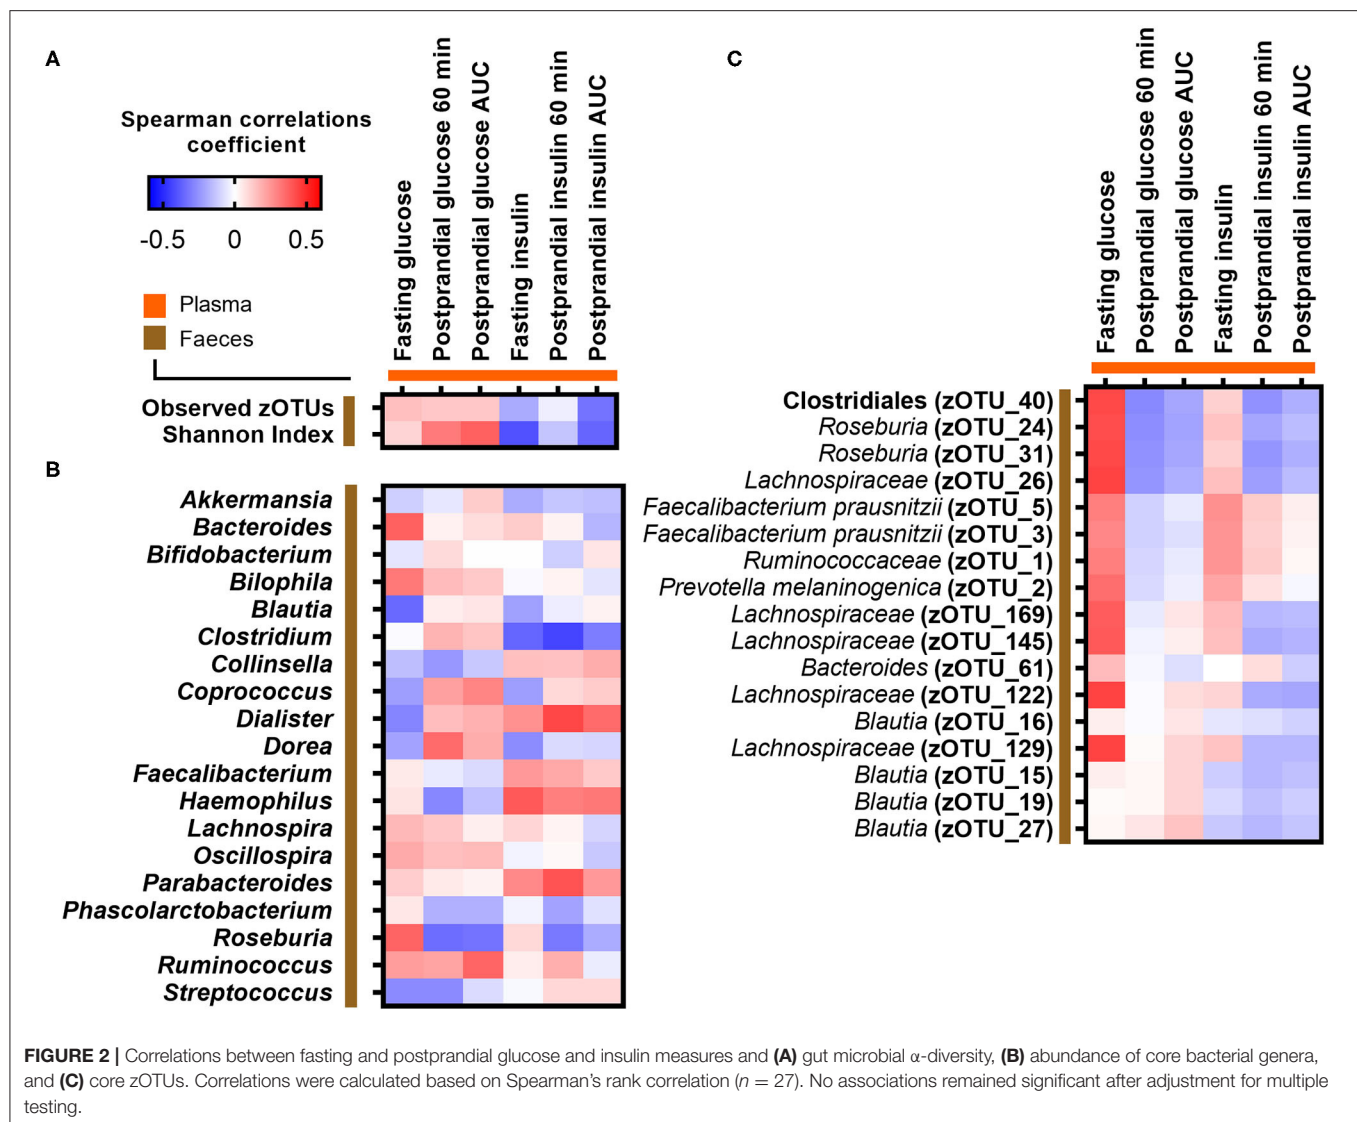 A
Spearman correlations
coefficient
-0.5 0 0.5
Plasma
Faeces
Fasting glucose
Postprandial glucose 60 min
Postprandial glucose AUC
Fasting insulin
Postprandial insulin 60 min
Postprandial insulin AUC
Observed zOTUs
Shannon Index
B
Akkermansia
Bacteroides
Bifidobacterium
Bilophila
Blautia
Clostridium
Collinsella
Coprococcus
Dialister
Dorea
Faecalibacterium
Haemophilus
Lachnospira
Oscillospira
Parabacteroides
Phascolarctobacterium
Roseburia
Ruminococcus
Streptococcus
C
Fasting glucose
Postprandial glucose 60 min
Postprandial glucose AUC
Fasting insulin
Postprandial insulin 60 min
Postprandial insulin AUC
Clostridiales (zOTU_40)
Roseburia (zOTU_24)
Roseburia (zOTU_31)
Lachnospiraceae (zOTU_26)
Faecalibacterium prausnitzii (zOTU_5)
Faecalibacterium prausnitzii (zOTU_3)
Ruminococcaceae (zOTU_1)
Prevotella melaninogenica (zOTU_2)
Lachnospiraceae (zOTU_169)
Lachnospiraceae (zOTU_145)
Bacteroides (zOTU_61)
Lachnospiraceae (zOTU_122)
Blautia (zOTU_16)
Lachnospiraceae (zOTU_129)
Blautia (zOTU_15)
Blautia (zOTU_19)
Blautia (zOTU_27)
FIGURE 2 | Correlations between fasting and postprandial glucose and insulin measures and (A) gut microbial α-diversity, (B) abundance of core bacterial genera,
and (C) core zOTUs. Correlations were calculated based on Spearman's rank correlation (n = 27). No associations remained significant after adjustment for multiple
testing.